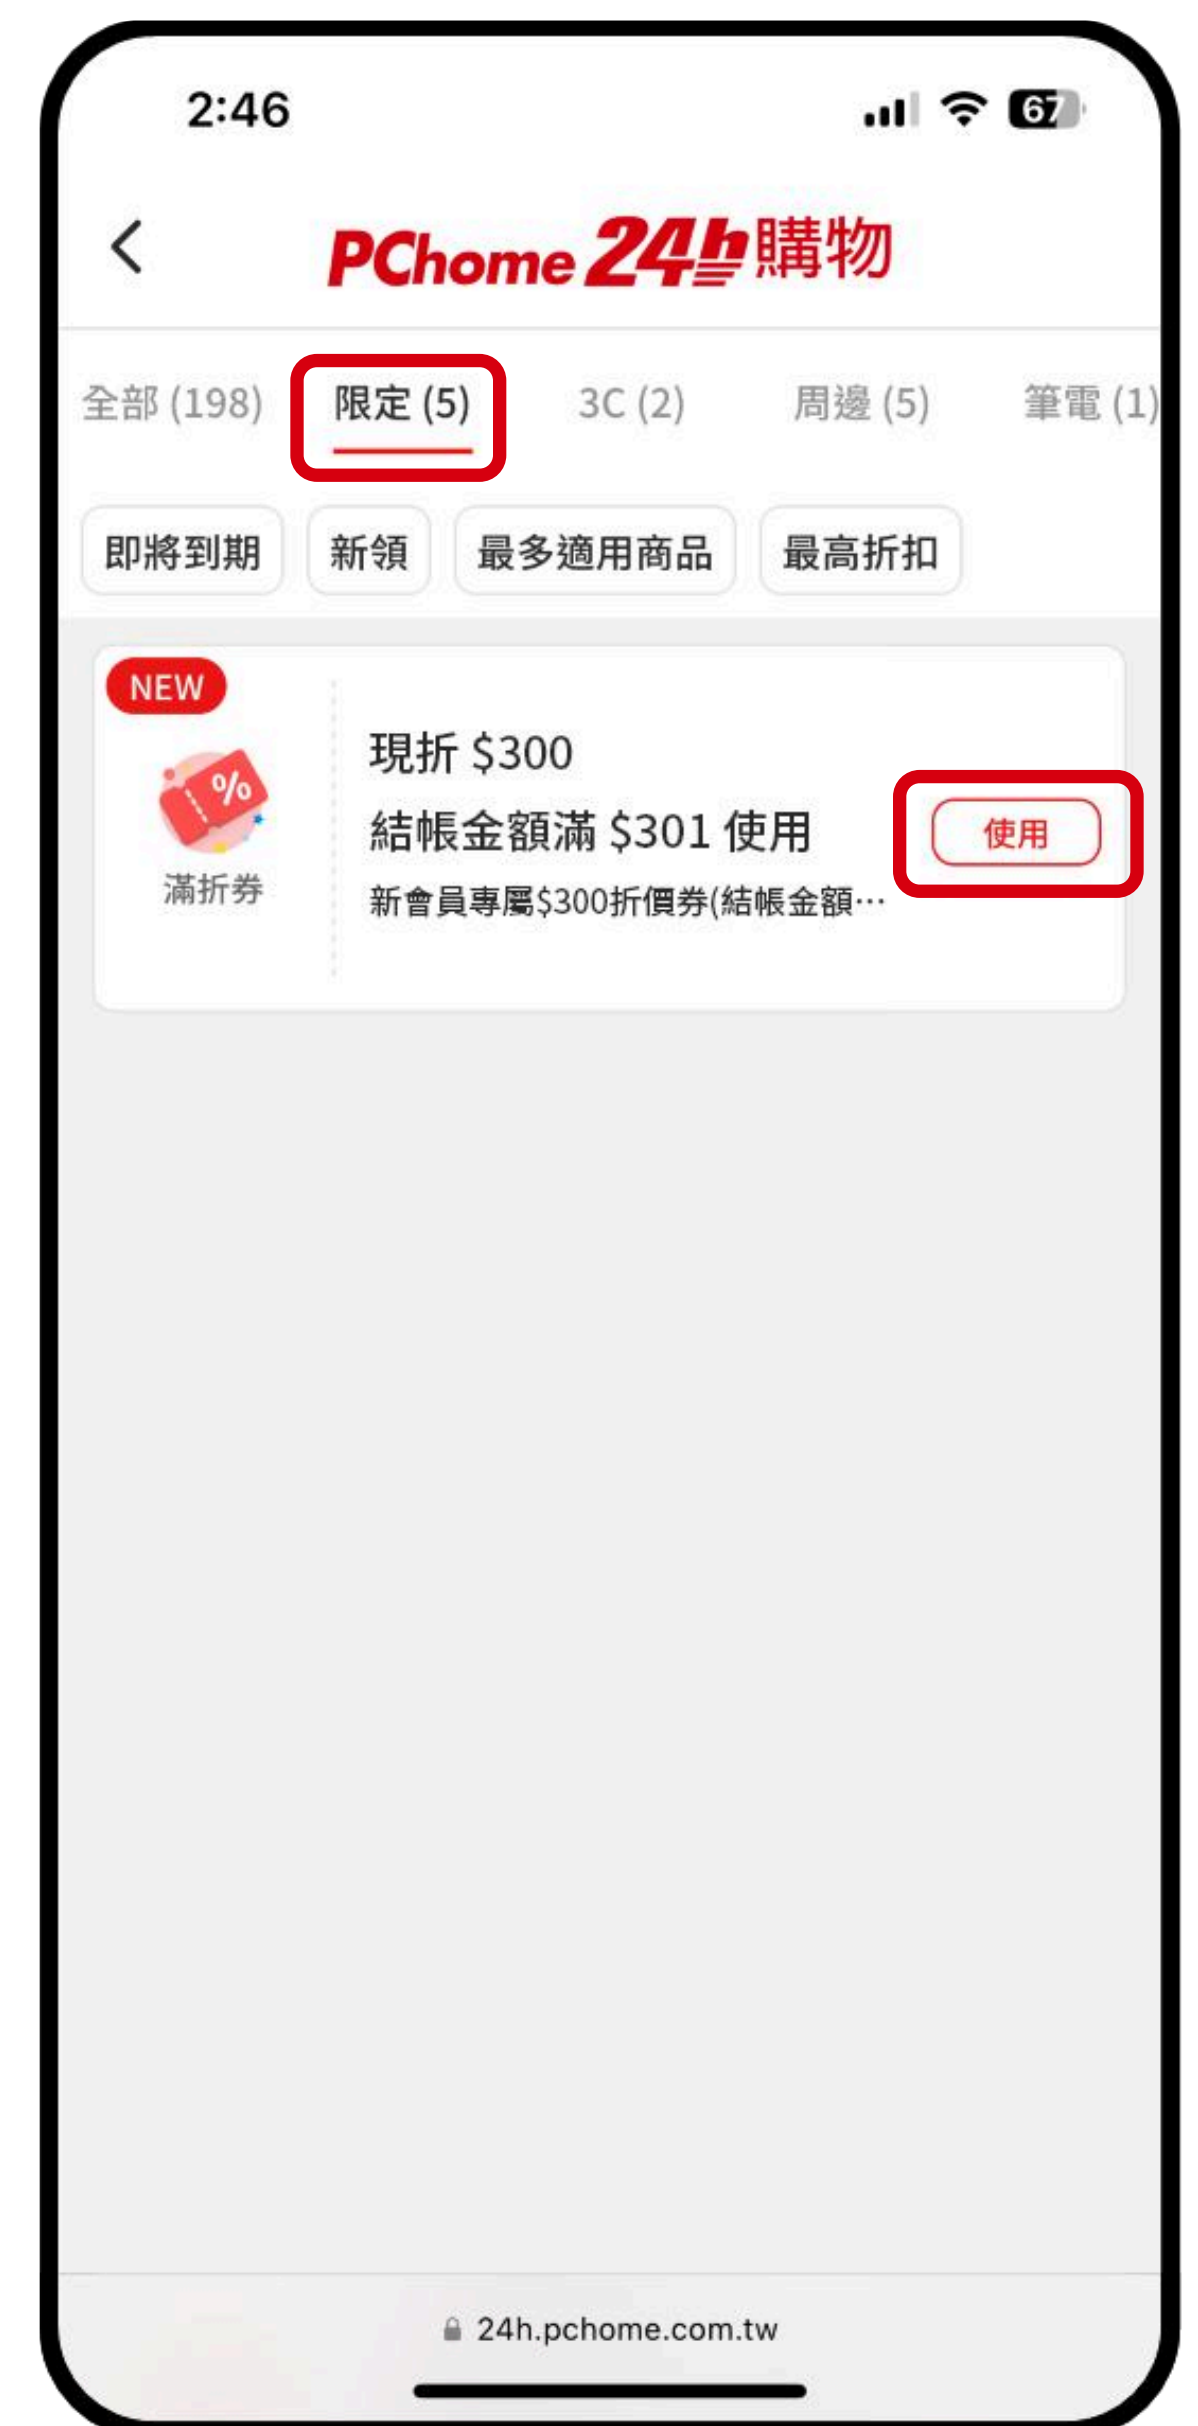 2:46
67
PChome 24h購物
全部 (198) 限定 (5) 3C (2) 周邊 (5) 筆電 (1)
即將到期 新領 最多適用商品 最高折扣
NEW
%
滿折券
現折 $300
結帳金額滿 $301 使用
新會員專屬$300折價券(結帳金額…
使用
24h.pchome.com.tw